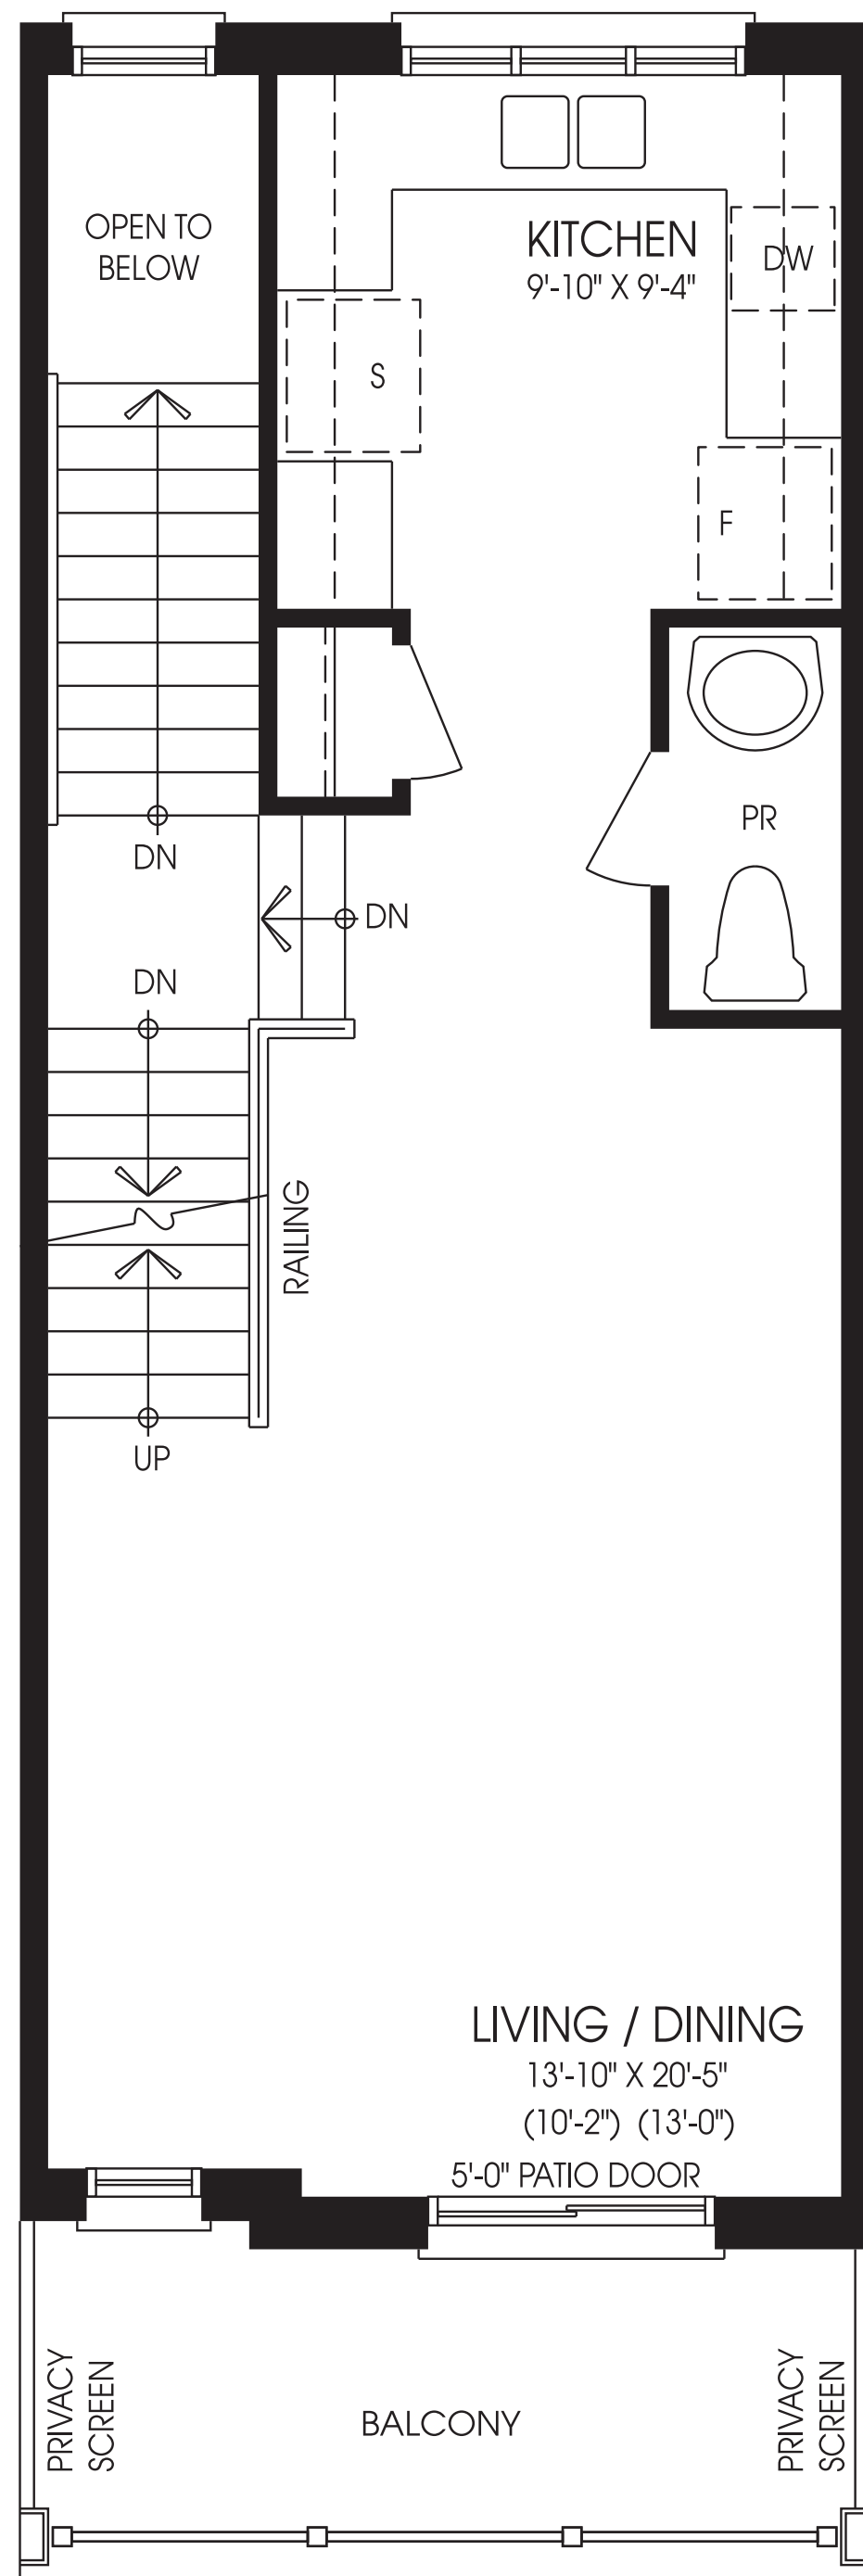 OPEN TO
BELOW
KITCHEN
9'-10" X 9'-4"
DW
S
F
PR
DN
DN
DN
RAILING
UP
LIVING / DINING
13'-10" X 20'-5"
(10'-2") (13'-0")
5'-0" PATIO DOOR
PRIVACY
SCREEN
BALCONY
PRIVACY
SCREEN